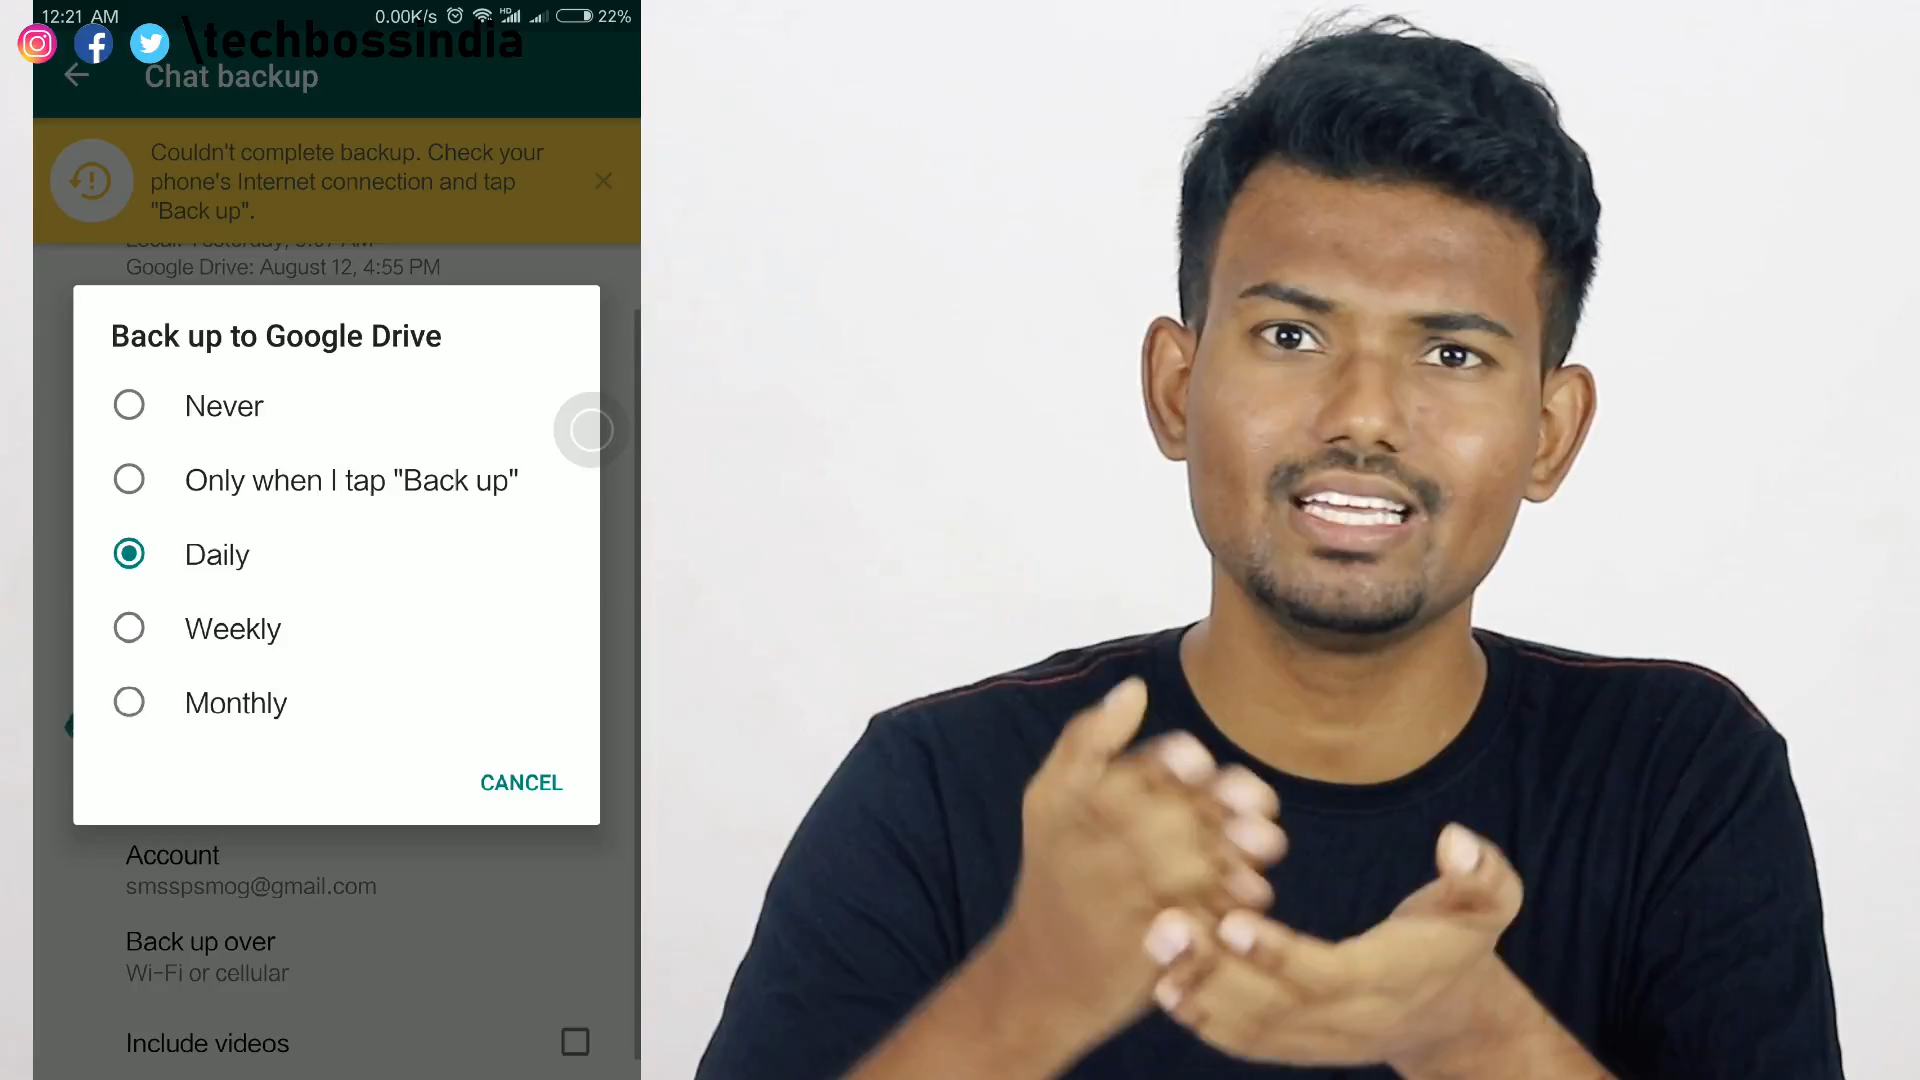 12:21 AM
0.00K/s
HD
22%
\techbossindia
Chat backup
Couldn't complete backup. Check your
phone's Internet connection and tap
"Back up".
Google Drive: August 12, 4:55 PM
Back up to Google Drive
Never
Only when I tap "Back up"
Daily
Weekly
Monthly
CANCEL
Account
smsspsmog@gmail.com
Back up over
Wi-Fi or cellular
Include videos